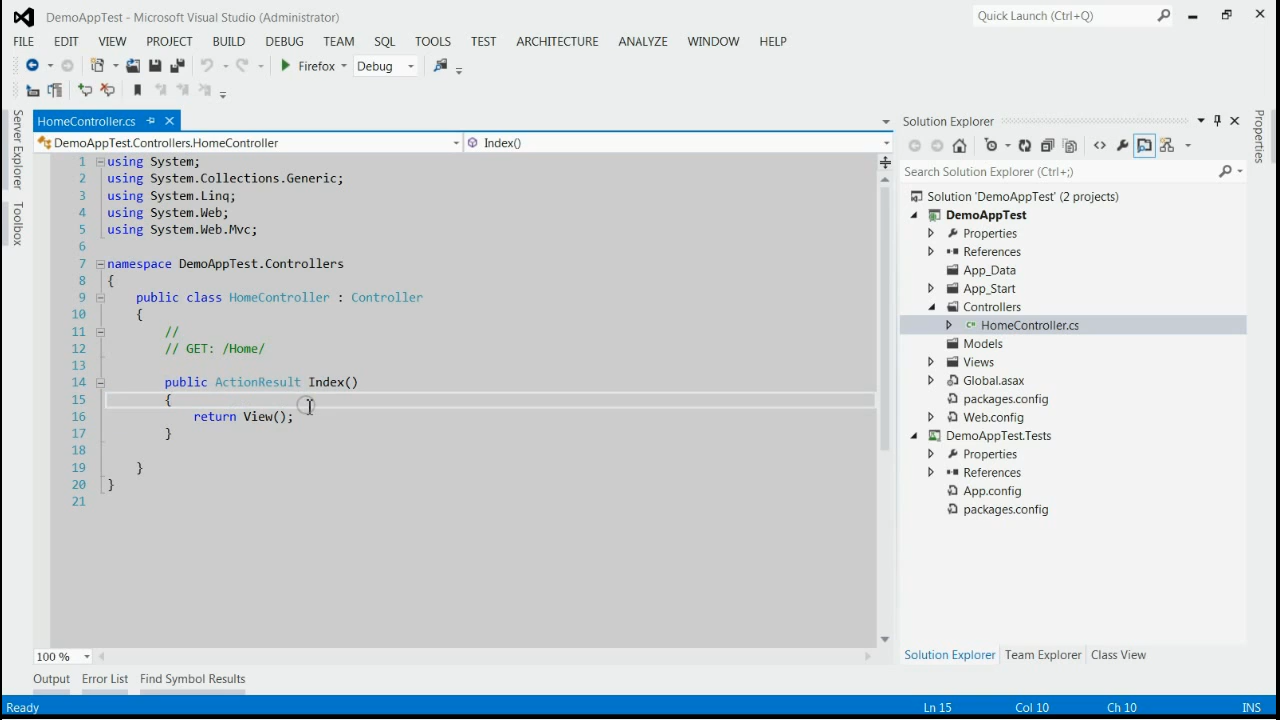 DemoAppTest - Microsoft Visual Studio (Administrator)
Quick Launch (Ctrl+Q)
FILE EDIT VIEW PROJECT BUILD DEBUG TEAM SQL TOOLS TEST ARCHITECTURE ANALYZE WINDOW HELP
Firefox Debug
Server Explorer
Toolbox
HomeController.cs
DemoAppTest.Controllers.HomeController Index()
1 using System;
2 using System.Collections.Generic;
3 using System.Linq;
4 using System.Web;
5 using System.Web.Mvc;
6
7 namespace DemoAppTest.Controllers
8 {
9 public class HomeController : Controller
10 {
11 //
12 // GET: /Home/
13
14 public ActionResult Index()
15 {
16 return View();
17 }
18
19 }
20 }
21
100 %
Solution Explorer
Search Solution Explorer (Ctrl+;)
Solution 'DemoAppTest' (2 projects)
DemoAppTest
Properties
References
App_Data
App_Start
Controllers
HomeController.cs
Models
Views
Global.asax
packages.config
Web.config
DemoAppTest.Tests
Properties
References
App.config
packages.config
Solution Explorer Team Explorer Class View
Properties
Output Error List Find Symbol Results
Ready Ln 15 Col 10 Ch 10 INS